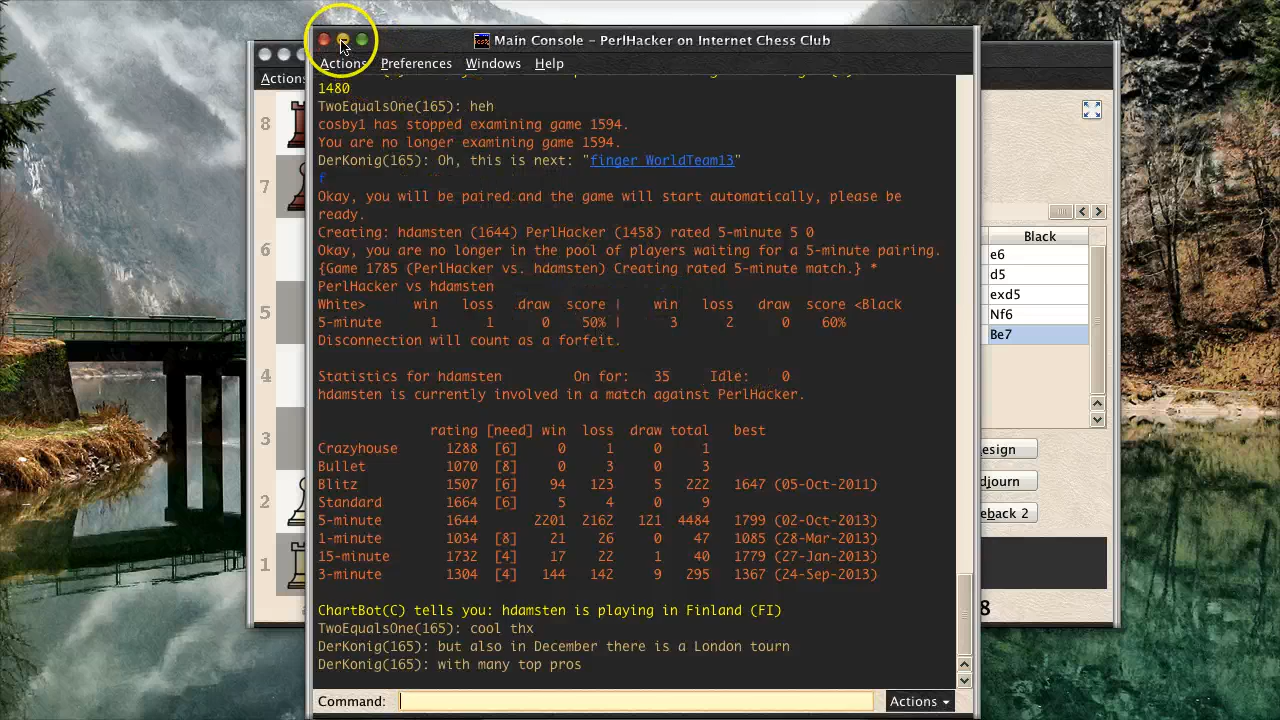 Main Console – PerlHacker on Internet Chess Club
Actions
Actions Preferences Windows Help
1480
TwoEqualsOne(165): heh
cosby1 has stopped examining game 1594.
You are no longer examining game 1594.
DerKonig(165): Oh, this is next: "finger WorldTeam13"
f
Okay, you will be paired and the game will start automatically, please be
ready.
Creating: hdamsten (1644) PerlHacker (1458) rated 5-minute 5 0
Okay, you are no longer in the pool of players waiting for a 5-minute pairing.
{Game 1785 (PerlHacker vs. hdamsten) Creating rated 5-minute match.} *
PerlHacker vs hdamsten
White> win loss draw score | win loss draw score <Black
5-minute 1 1 0 50% | 3 2 0 60%
Disconnection will count as a forfeit.
Statistics for hdamsten On for: 35 Idle: 0
hdamsten is currently involved in a match against PerlHacker.
rating [need] win loss draw total best
Crazyhouse 1288 [6] 0 1 0 1
Bullet 1070 [8] 0 3 0 3
Blitz 1507 [6] 94 123 5 222 1647 (05-Oct-2011)
Standard 1664 [6] 5 4 0 9
5-minute 1644 2201 2162 121 4484 1799 (02-Oct-2013)
1-minute 1034 [8] 21 26 0 47 1085 (28-Mar-2013)
15-minute 1732 [4] 17 22 1 40 1779 (27-Jan-2013)
3-minute 1304 [4] 144 142 9 295 1367 (24-Sep-2013)
ChartBot(C) tells you: hdamsten is playing in Finland (FI)
TwoEqualsOne(165): cool thx
DerKonig(165): but also in December there is a London tourn
DerKonig(165): with many top pros
Command:
Actions
8
7
6
5
4
3
2
1
Black
e6
d5
exd5
Nf6
Be7
esign
djourn
eback 2
8